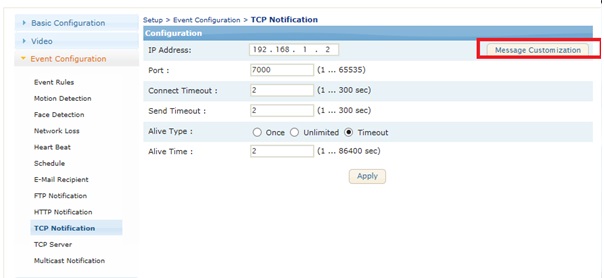 Basic Configuration
Video
Event Configuration
Event Rules
Motion Detection
Face Detection
Network Loss
Heart Beat
Schedule
E-Mail Recipient
FTP Notification
HTTP Notification
TCP Notification
TCP Server
Multicast Notification
Setup > Event Configuration > TCP Notification
Configuration
IP Address: 192 . 168 . 1 . 2 Message Customization
Port : 7000 (1 ... 65535)
Connect Timeout : 2 (1 ... 300 sec)
Send Timeout : 2 (1 ... 300 sec)
Alive Type : Once Unlimited Timeout
Alive Time : 2 (1 ... 86400 sec)
Apply